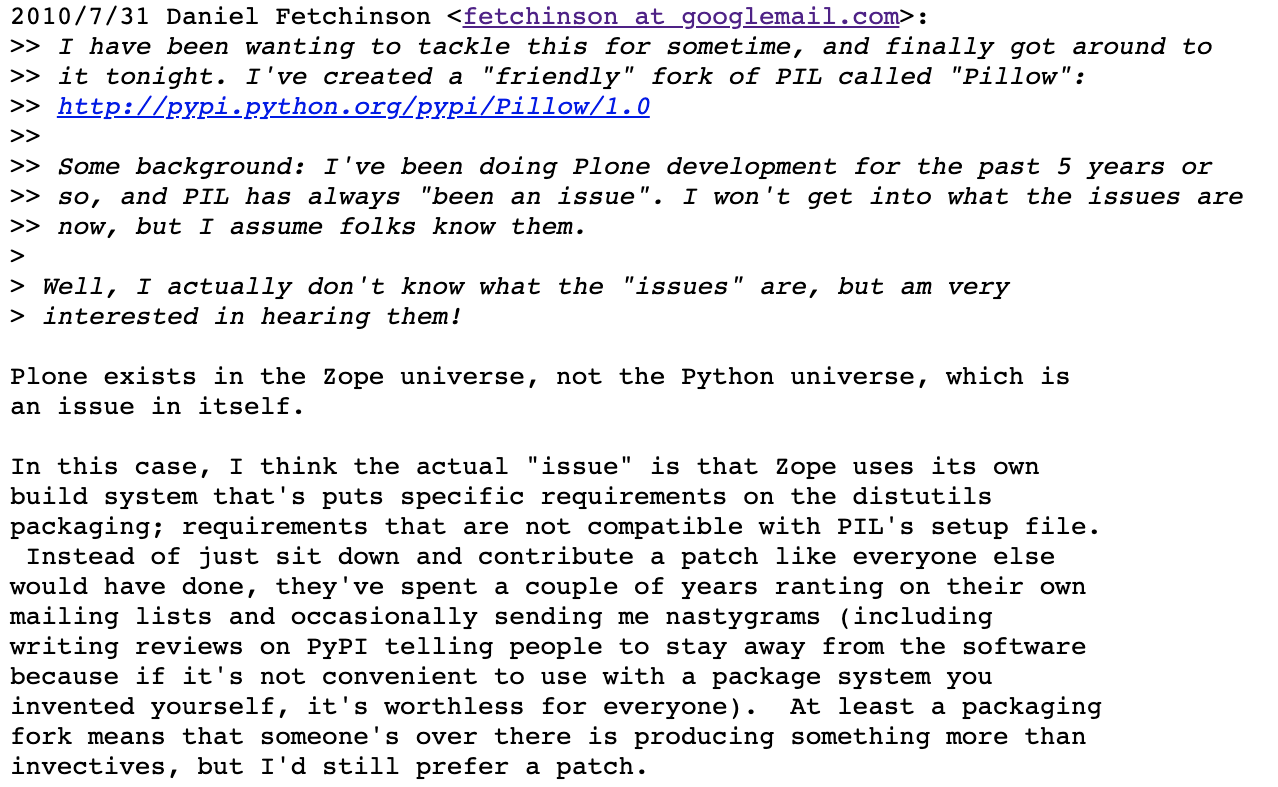 2010/7/31 Daniel Fetchinson <fetchinson at googlemail.com>:
>> I have been wanting to tackle this for sometime, and finally got around to
>> it tonight. I've created a "friendly" fork of PIL called "Pillow":
>> http://pypi.python.org/pypi/Pillow/1.0
>>
>> Some background: I've been doing Plone development for the past 5 years or
>> so, and PIL has always "been an issue". I won't get into what the issues are
>> now, but I assume folks know them.
>
> Well, I actually don't know what the "issues" are, but am very
> interested in hearing them!

Plone exists in the Zope universe, not the Python universe, which is
an issue in itself.

In this case, I think the actual "issue" is that Zope uses its own
build system that's puts specific requirements on the distutils
packaging; requirements that are not compatible with PIL's setup file.
 Instead of just sit down and contribute a patch like everyone else
would have done, they've spent a couple of years ranting on their own
mailing lists and occasionally sending me nastygrams (including
writing reviews on PyPI telling people to stay away from the software
because if it's not convenient to use with a package system you
invented yourself, it's worthless for everyone).  At least a packaging
fork means that someone's over there is producing something more than
invectives, but I'd still prefer a patch.